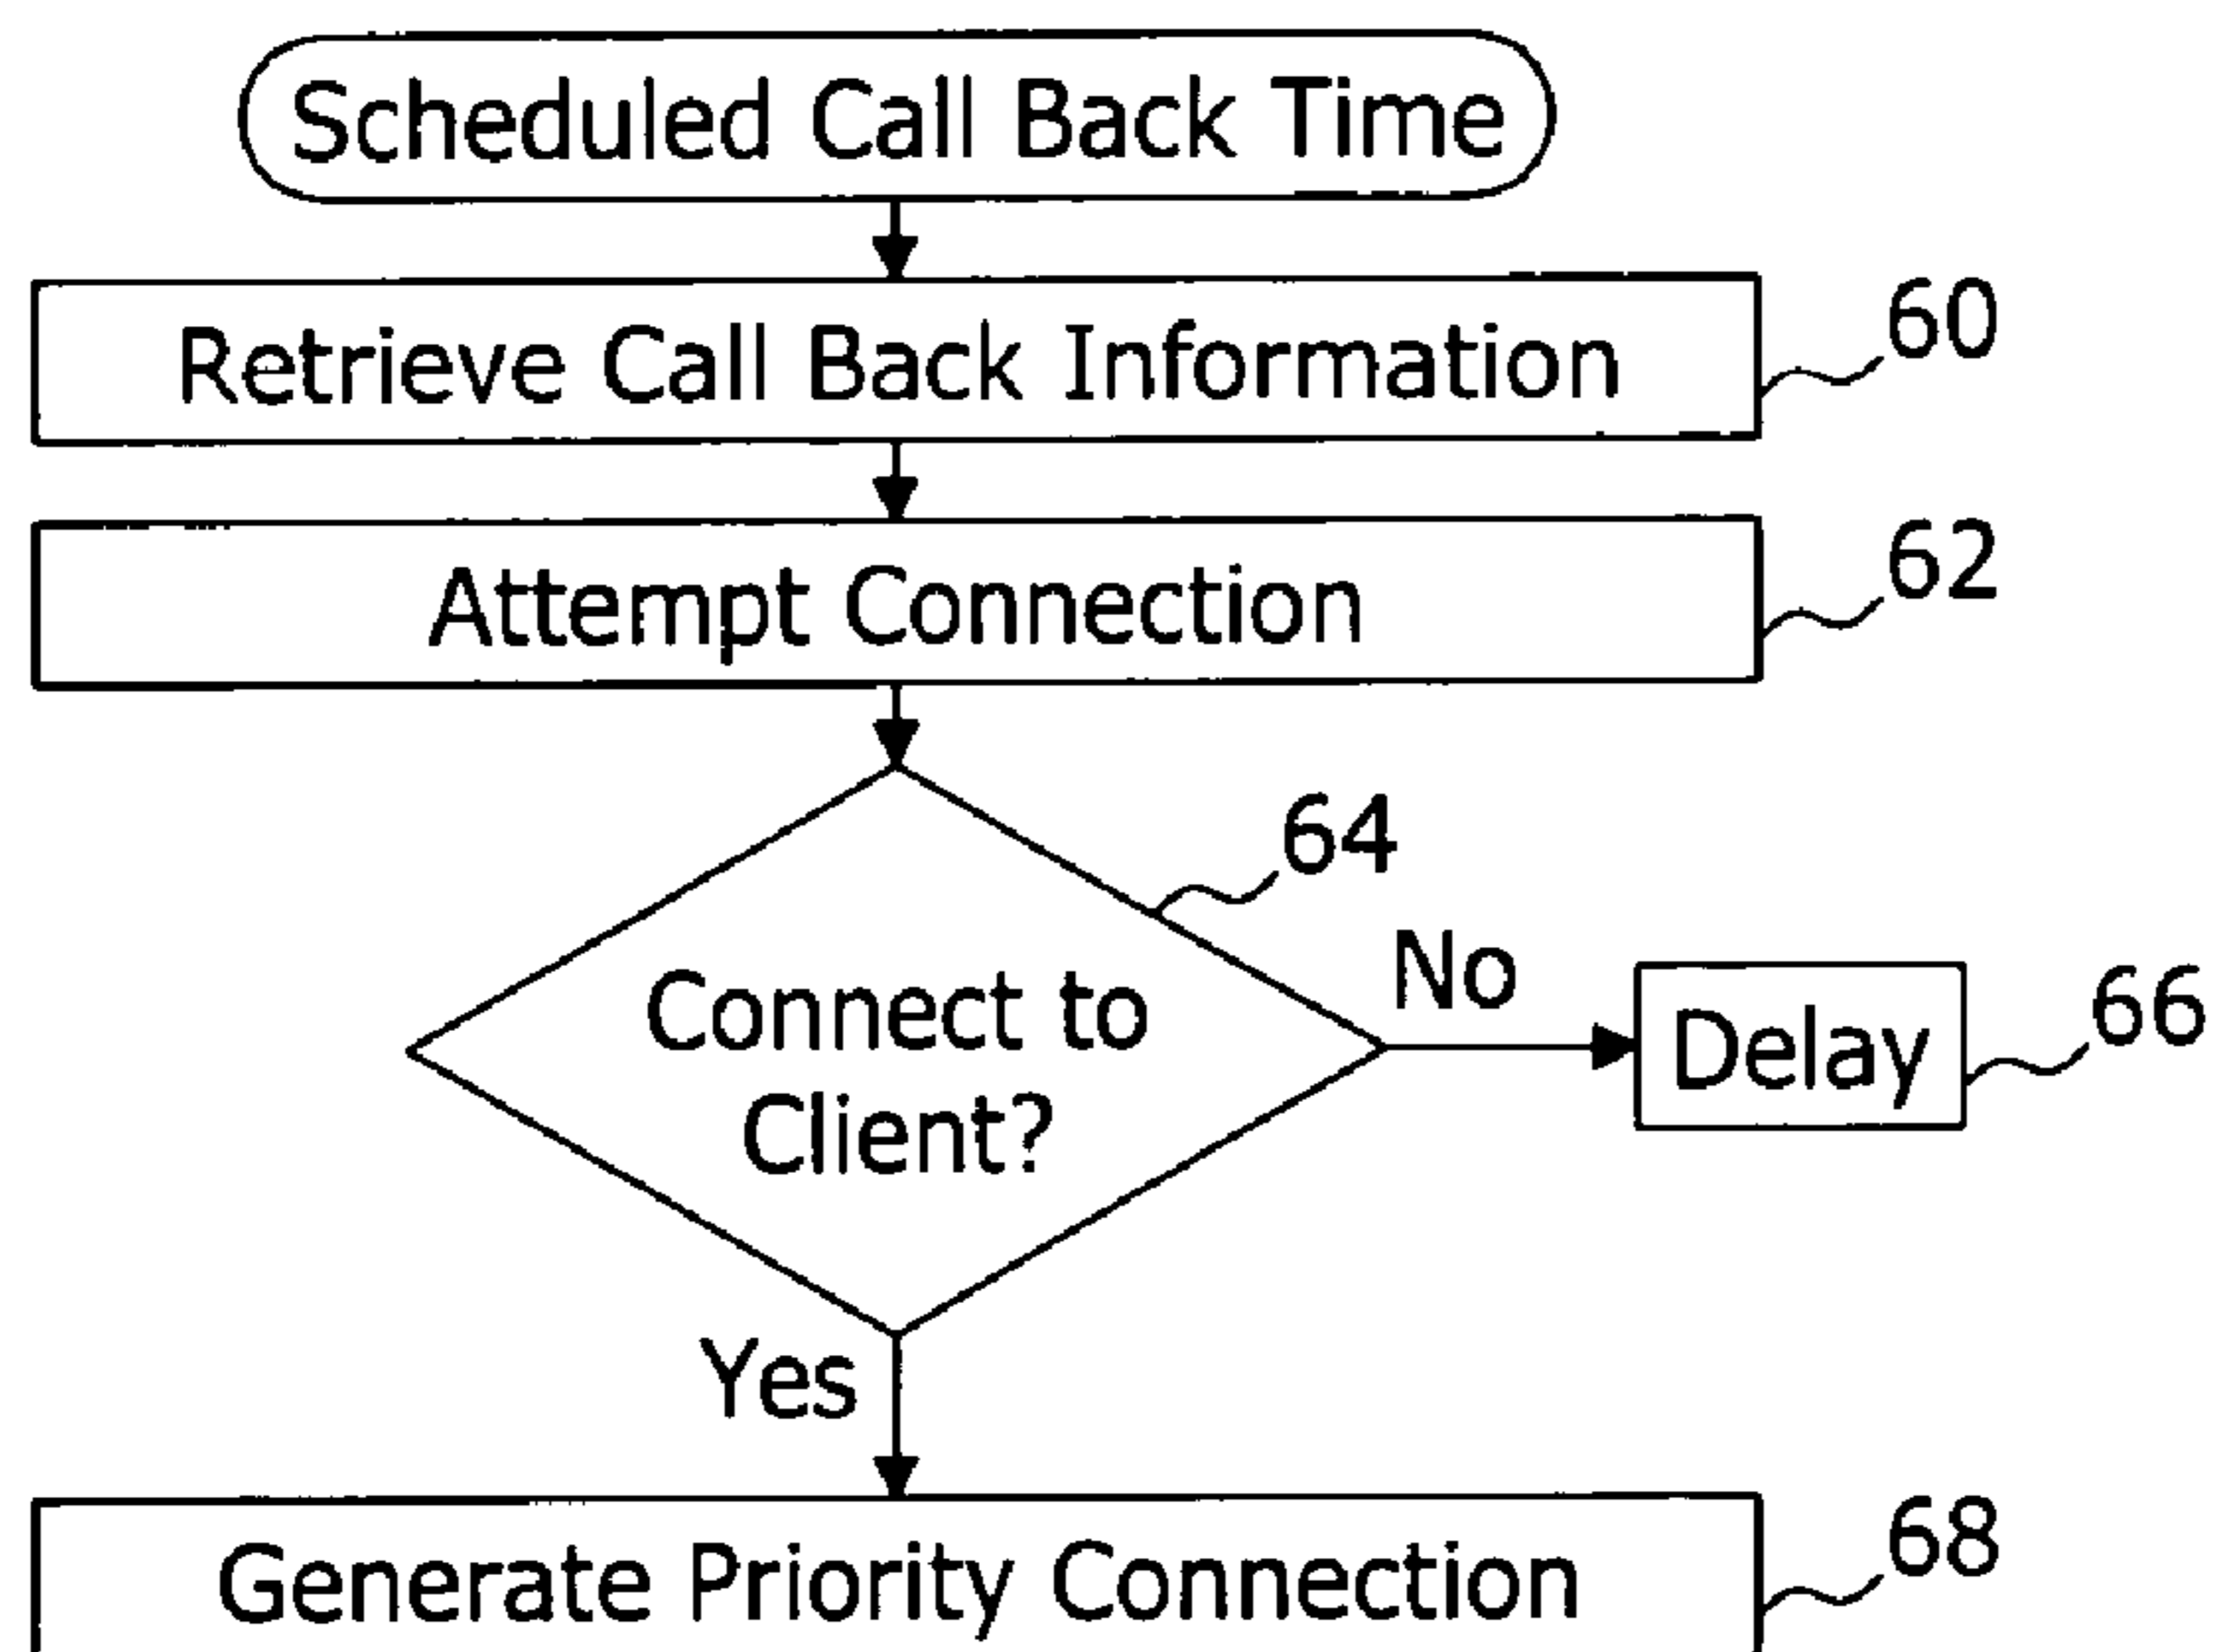 Scheduled Call Back Time
Retrieve Call Back Information
60
Attempt Connection
62
64
Connect to
Client?
No
Delay
66
Yes
Generate Priority Connection
68